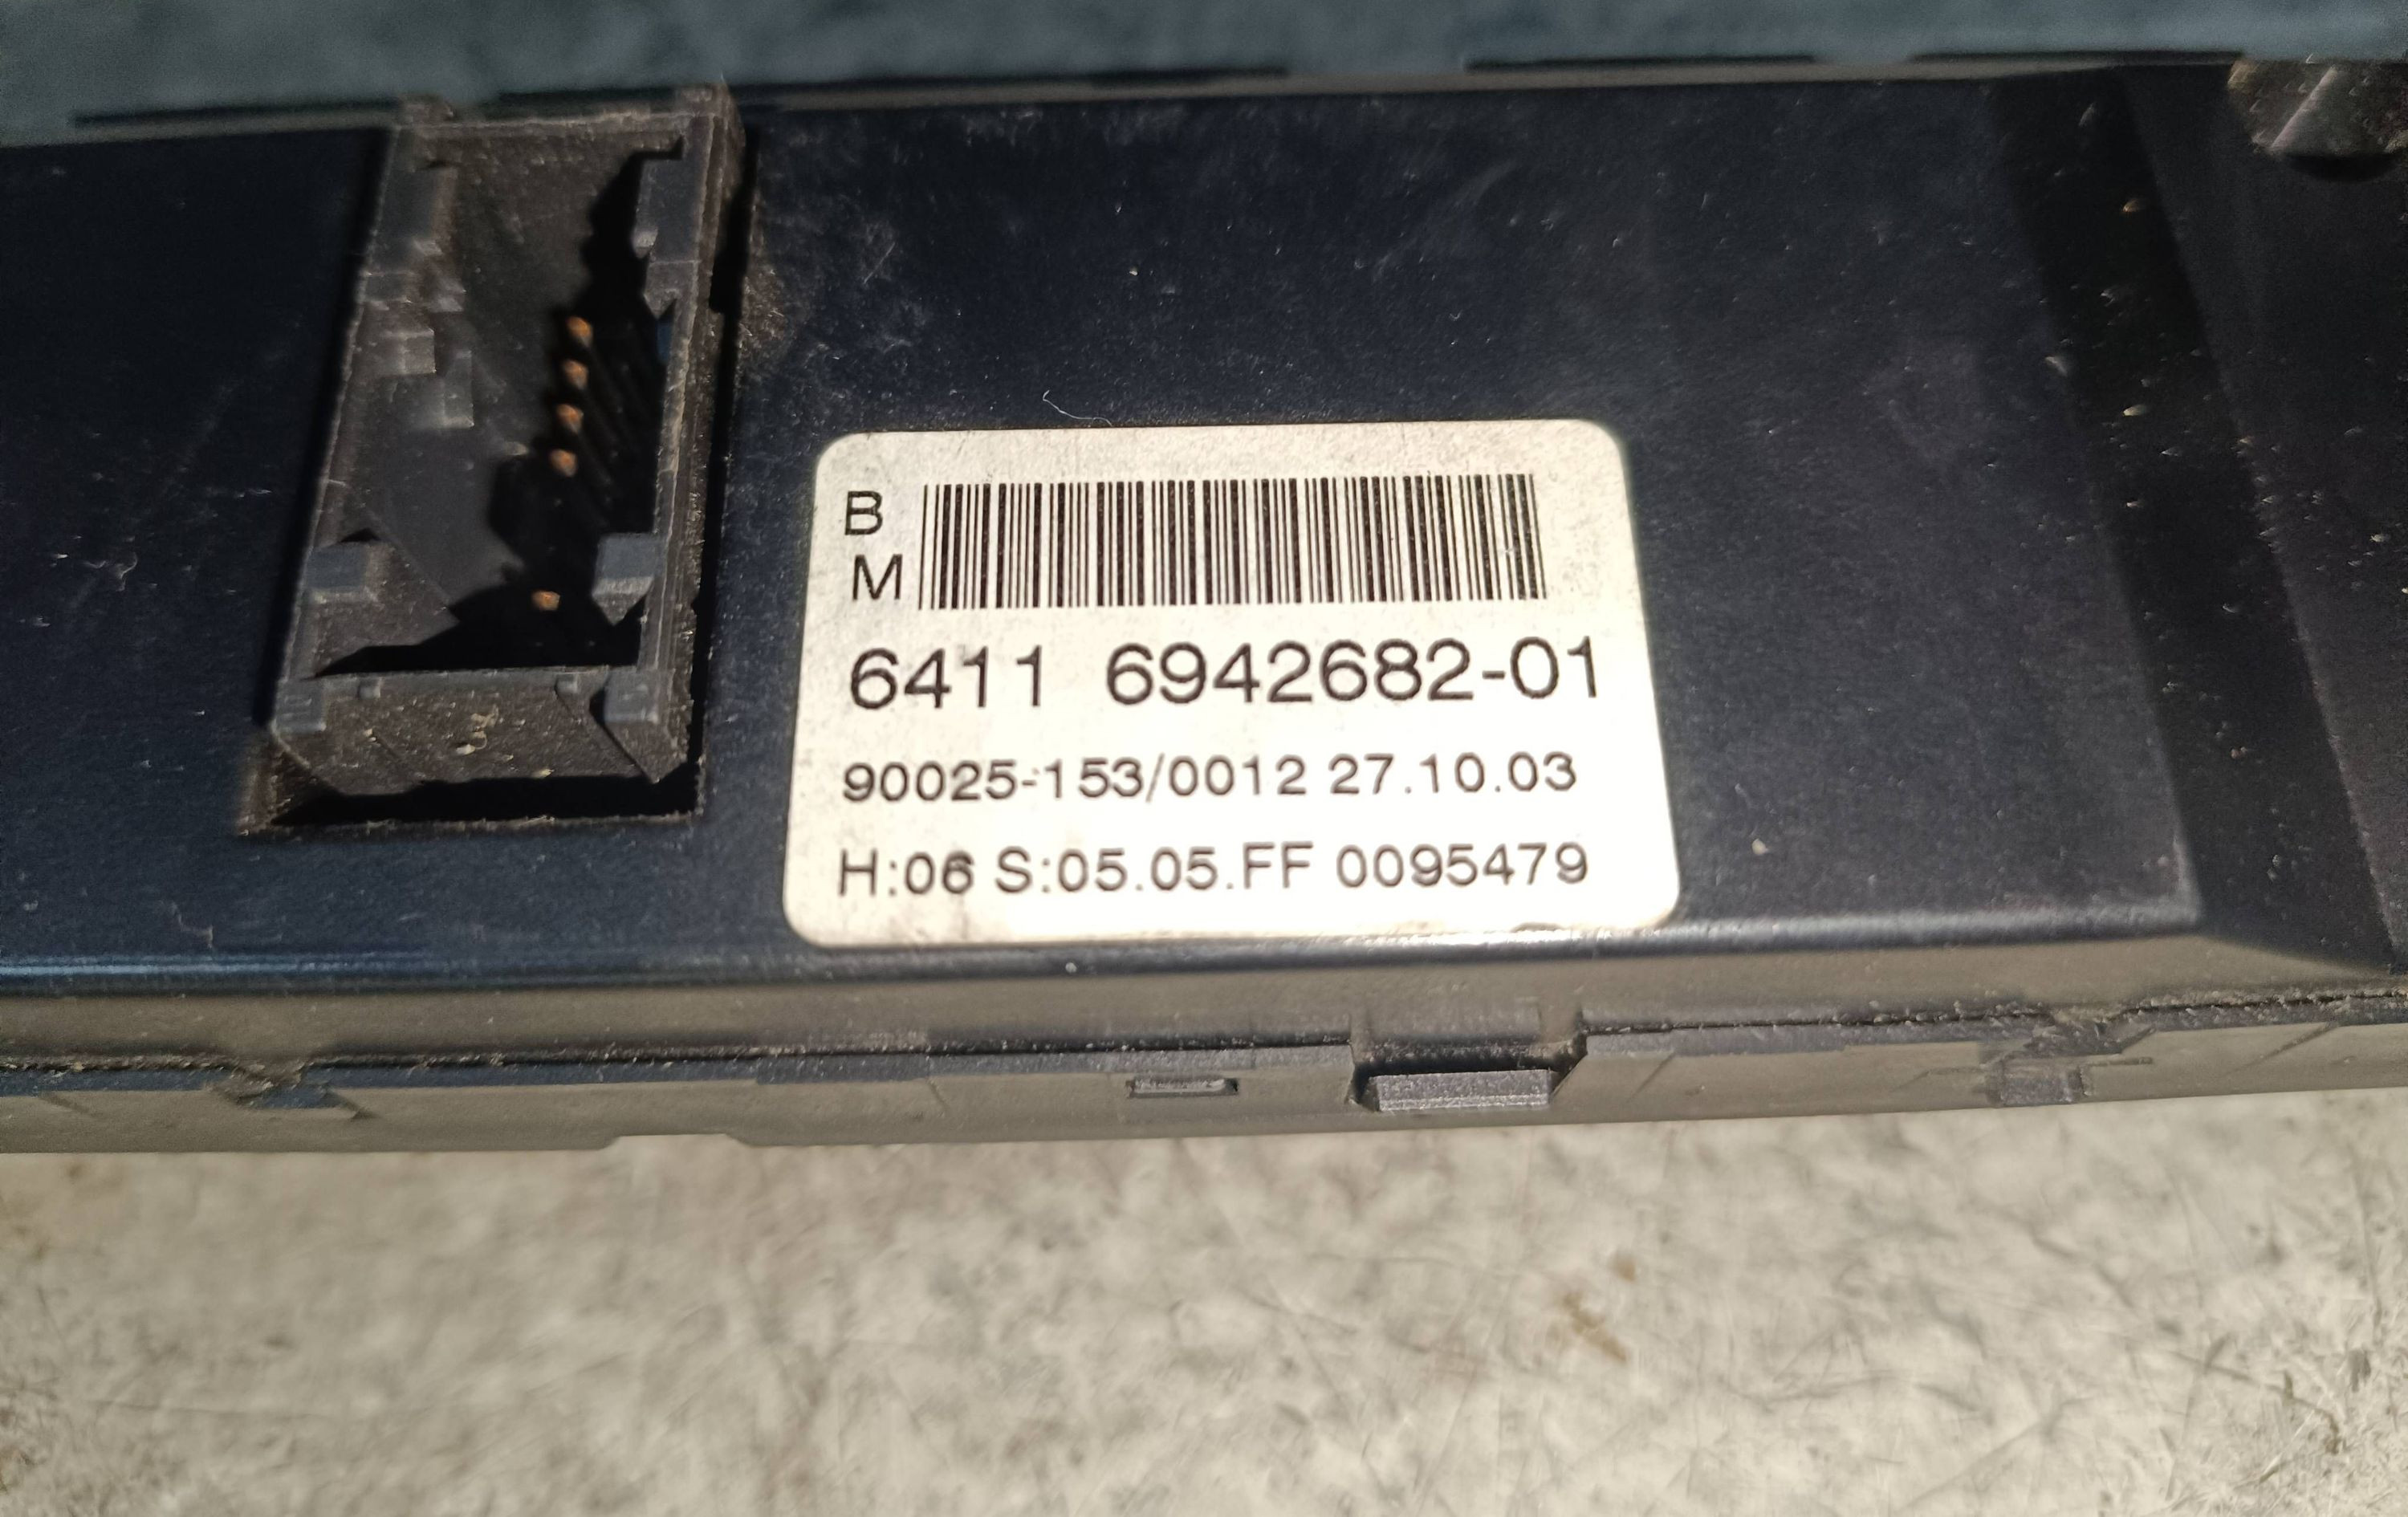 B
M
6411 6942682-01
90025-153/0012 27.10.03
H:06 S:05.05.FF 0095479